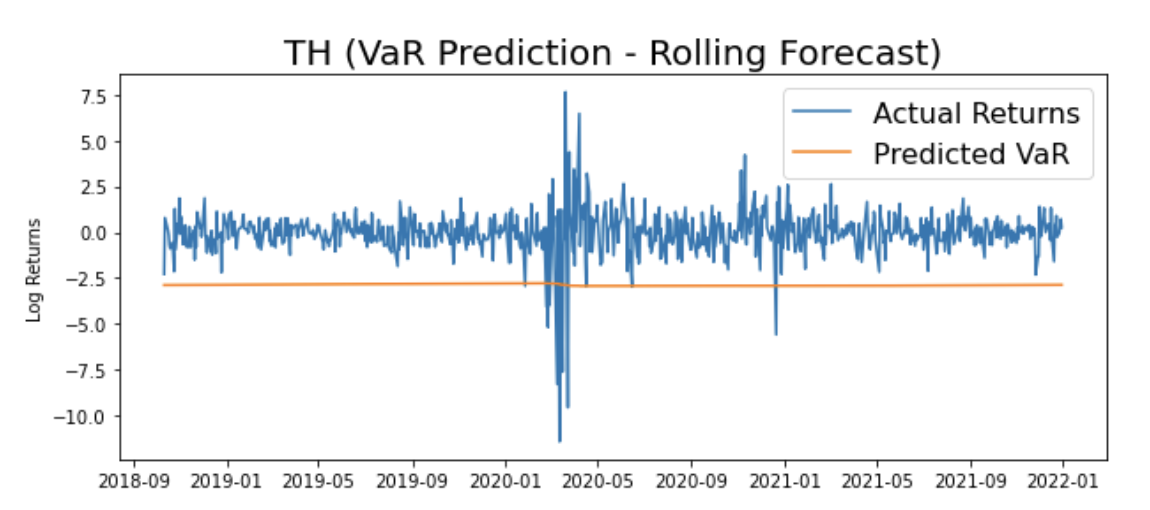 TH (VaR Prediction - Rolling Forecast)
Actual Returns
Predicted VaR
Log Returns
7.5
5.0
2.5
0.0
−2.5
−5.0
−7.5
−10.0
2018-09 2019-01 2019-05 2019-09 2020-01 2020-05 2020-09 2021-01 2021-05 2021-09 2022-01